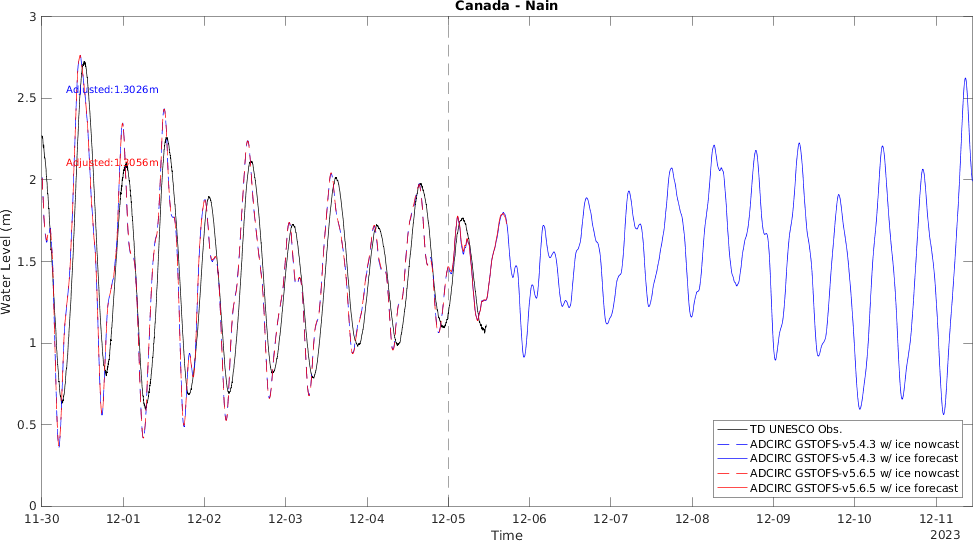 Canada - Nain
3
2.5
2
1.5
1
0.5
0
Water Level (m)
Adjusted:1.3026m
Adjusted:1.3056m
11-30
12-01
12-02
12-03
12-04
12-05
12-06
12-07
12-08
12-09
12-10
12-11
2023
Time
TD UNESCO Obs.
ADCIRC GSTOFS-v5.4.3 w/ ice nowcast
ADCIRC GSTOFS-v5.4.3 w/ ice forecast
ADCIRC GSTOFS-v5.6.5 w/ ice nowcast
ADCIRC GSTOFS-v5.6.5 w/ ice forecast